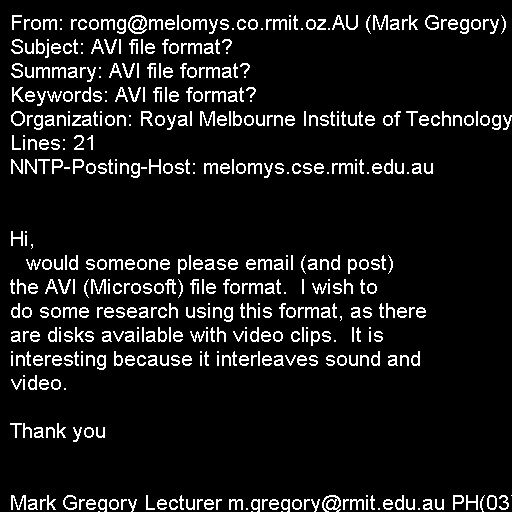 From: rcomg@melomys.co.rmit.oz.AU (Mark Gregory)
Subject: AVI file format?
Summary: AVI file format?
Keywords: AVI file format?
Organization: Royal Melbourne Institute of Technology
Lines: 21
NNTP-Posting-Host: melomys.cse.rmit.edu.au
Hi,
would someone please email (and post)
the AVI (Microsoft) file format.  I wish to
do some research using this format, as there
are disks available with video clips.  It is
interesting because it interleaves sound and
video.
Thank you
Mark Gregory Lecturer m.gregory@rmit.edu.au PH(03)